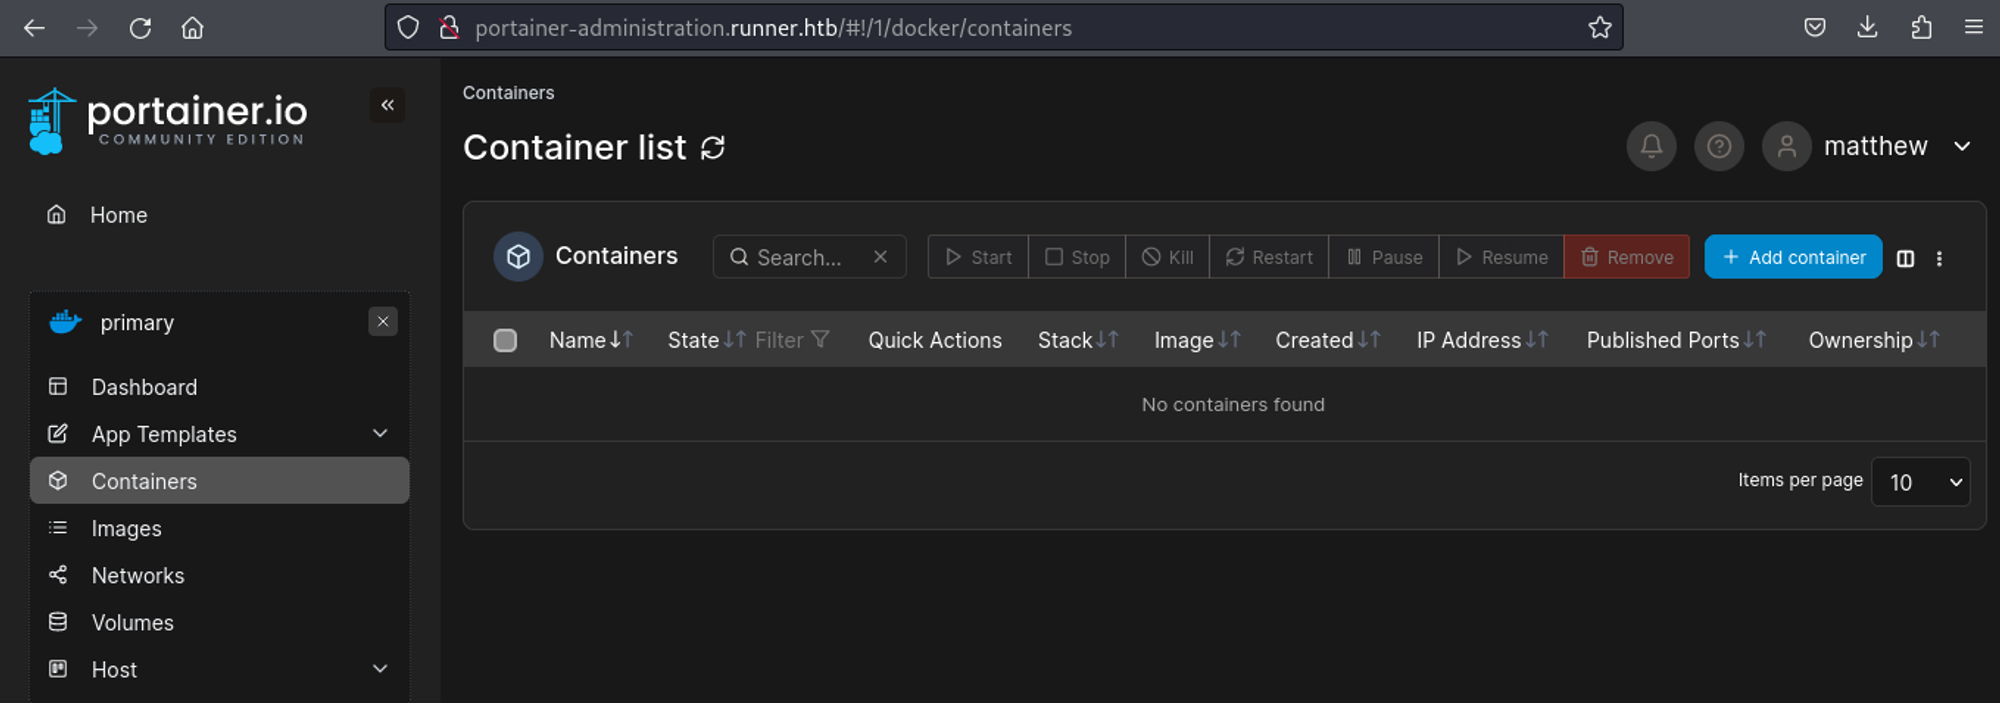 portainer-administration.runner.htb/#!/1/docker/containers
portainer.io
COMMUNITY EDITION
Home
primary
Dashboard
App Templates
Containers
Images
Networks
Volumes
Host
Containers
Container list
matthew
Containers Search... Start Stop Kill Restart Pause Resume Remove + Add container
Name State Filter Quick Actions Stack Image Created IP Address Published Ports Ownership
No containers found
Items per page 10